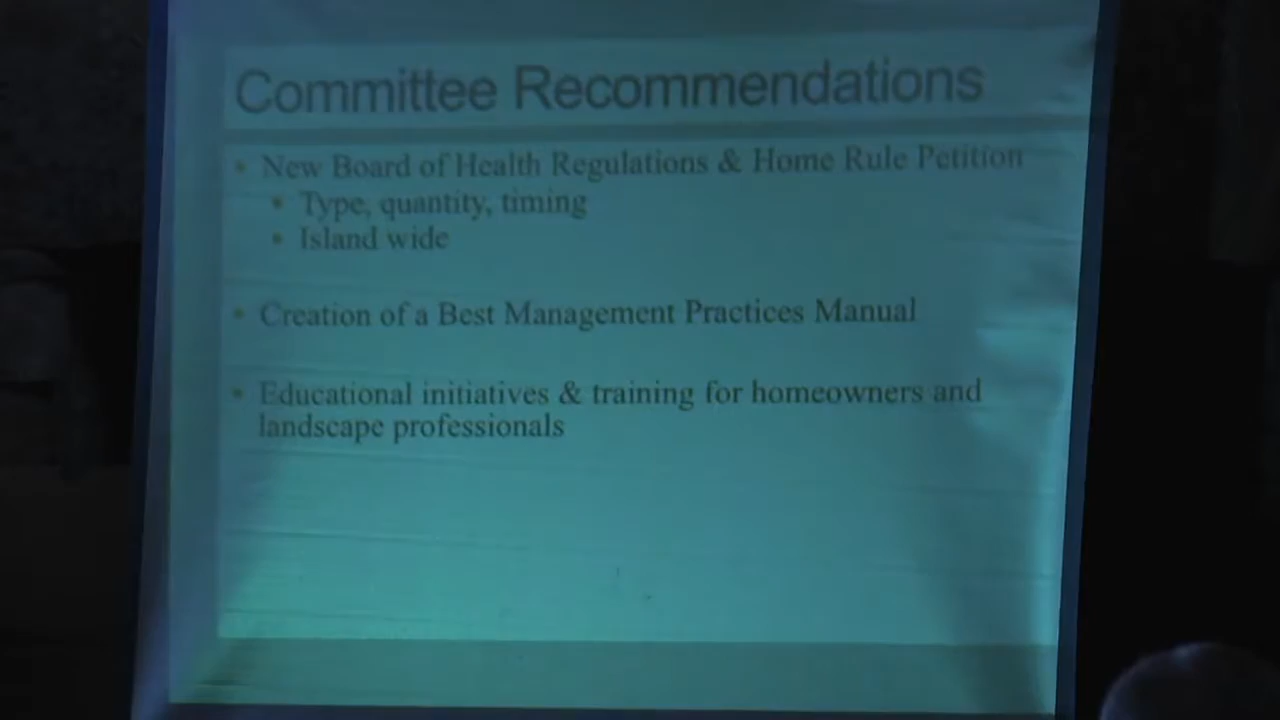 Committee Recommendations
• New Board of Health Regulations & Home Rule Petition
• Type, quantity, timing
• Island wide
• Creation of a Best Management Practices Manual
• Educational initiatives & training for homeowners and
landscape professionals